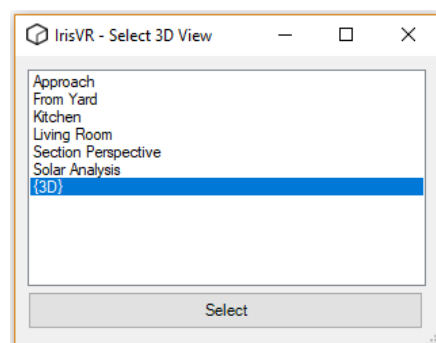 IrisVR - Select 3D View
Approach
From Yard
Kitchen
Living Room
Section Perspective
Solar Analysis
{3D}
Select